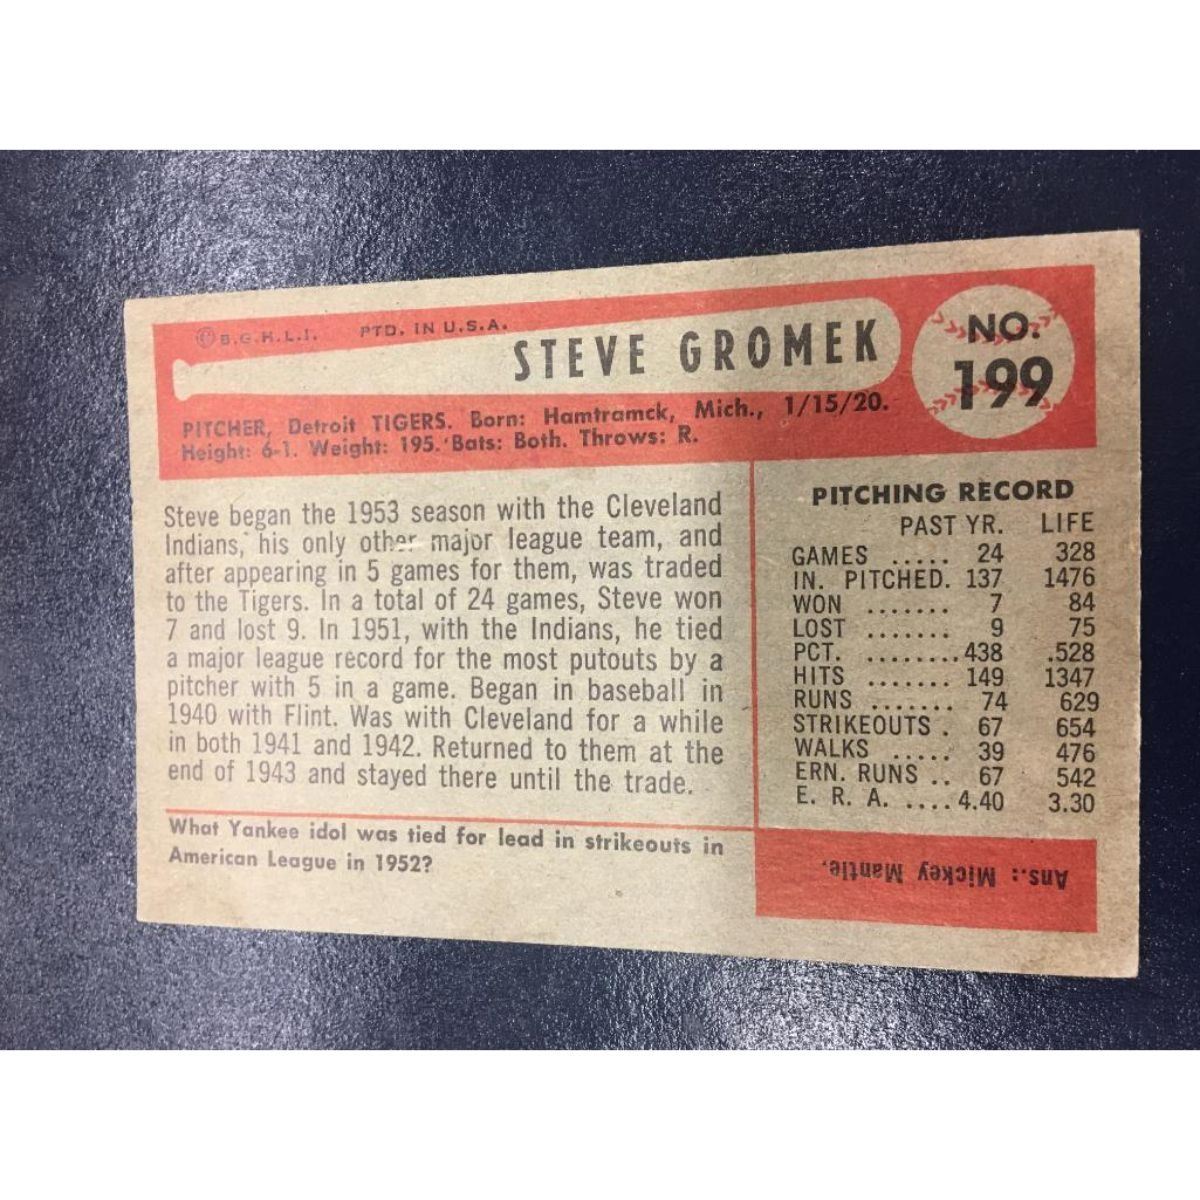 B.G.H.L.I. PTD. IN U.S.A.
STEVE GROMEK
NO.
199
PITCHER, Detroit TIGERS. Born: Hamtramck, Mich., 1/15/20.
Height: 6-1. Weight: 195. Bats: Both. Throws: R.
Steve began the 1953 season with the Cleveland
Indians, his only other major league team, and
after appearing in 5 games for them, was traded
to the Tigers. In a total of 24 games, Steve won
7 and lost 9. In 1951, with the Indians, he tied
a major league record for the most putouts by a
pitcher with 5 in a game. Began in baseball in
1940 with Flint. Was with Cleveland for a while
in both 1941 and 1942. Returned to them at the
end of 1943 and stayed there until the trade.
PITCHING RECORD
PAST YR. LIFE
GAMES ..... 24 328
IN. PITCHED. 137 1476
WON ....... 7 84
LOST ....... 9 75
PCT. ........438 .528
HITS ....... 149 1347
RUNS ....... 74 629
STRIKEOUTS . 67 654
WALKS ..... 39 476
ERN. RUNS .. 67 542
E. R. A. ....4.40 3.30
What Yankee idol was tied for lead in strikeouts in
American League in 1952?
Ans.: Mickey Mantle.